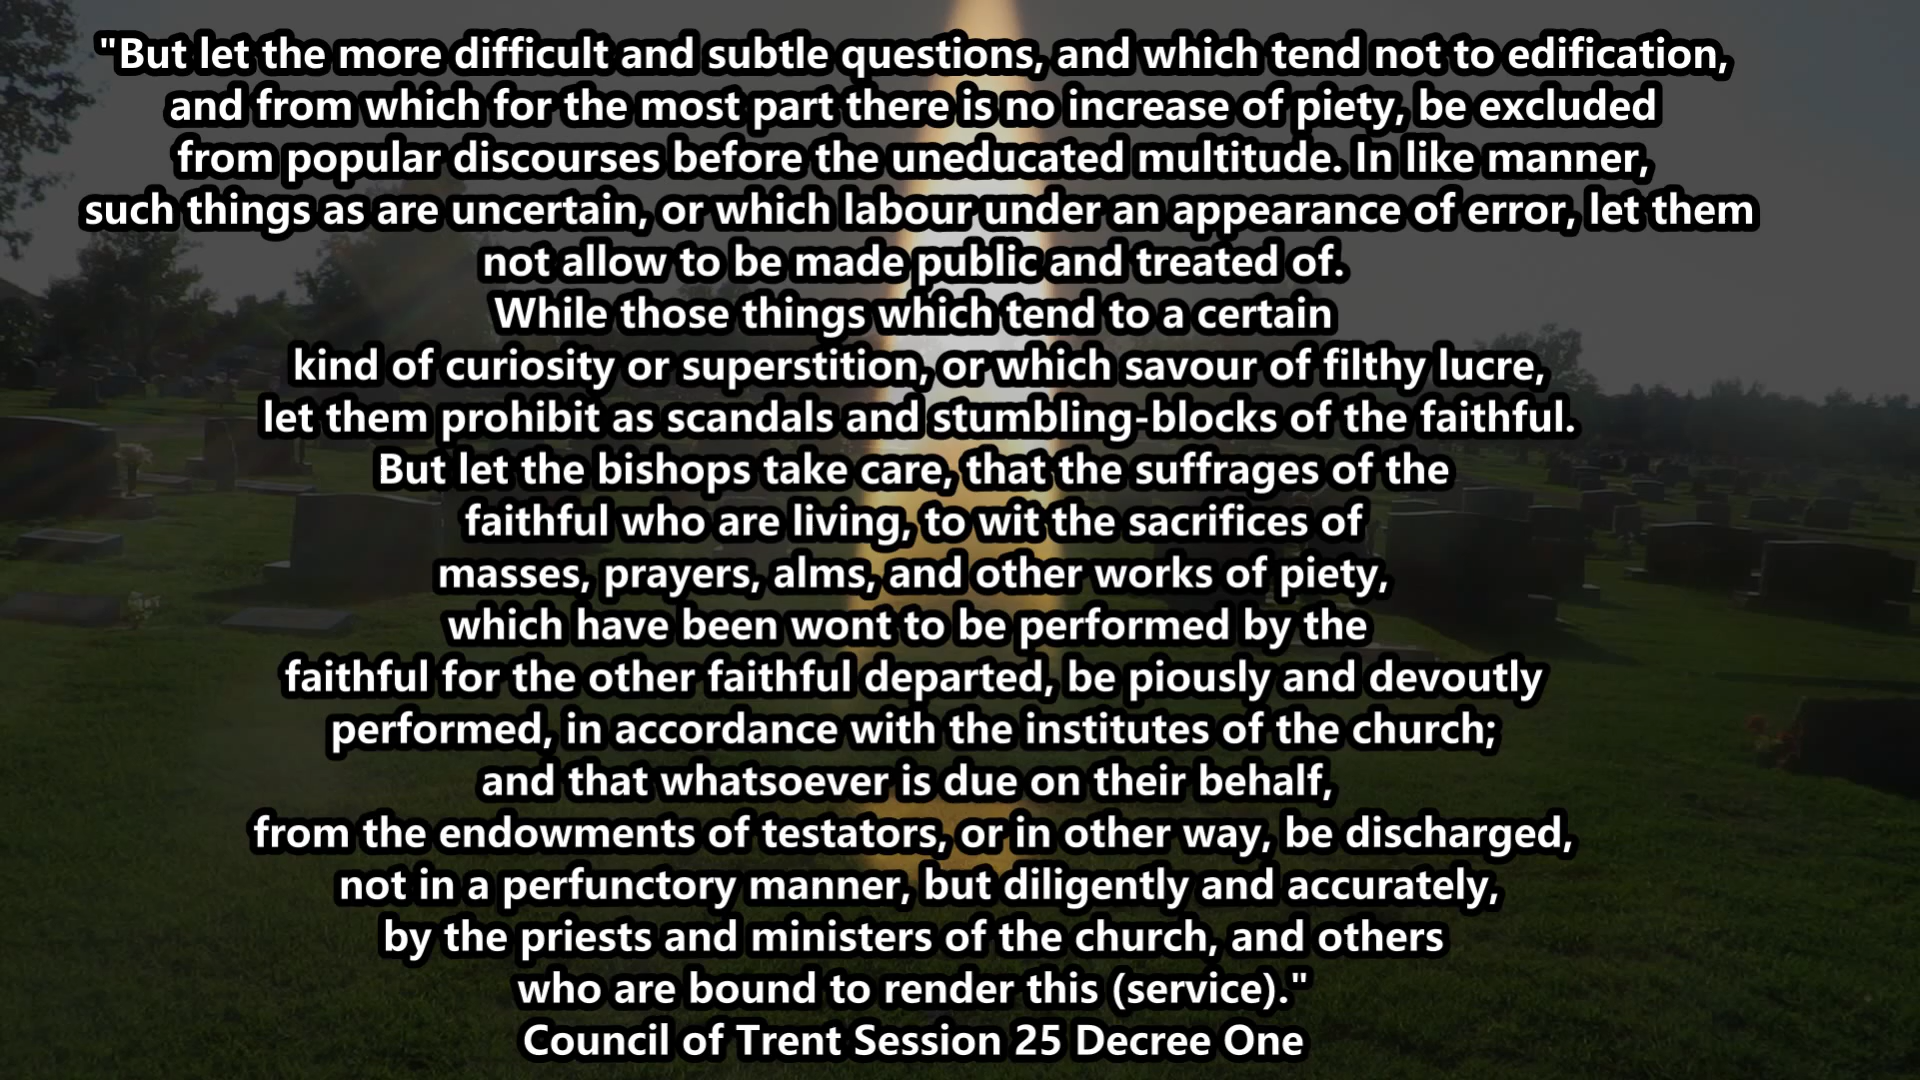 "But let the more difficult and subtle questions, and which tend not to edification,
and from which for the most part there is no increase of piety, be excluded
from popular discourses before the uneducated multitude. In like manner,
such things as are uncertain, or which labour under an appearance of error, let them
not allow to be made public and treated of.
While those things which tend to a certain
kind of curiosity or superstition, or which savour of filthy lucre,
let them prohibit as scandals and stumbling-blocks of the faithful.
But let the bishops take care, that the suffrages of the
faithful who are living, to wit the sacrifices of
masses, prayers, alms, and other works of piety,
which have been wont to be performed by the
faithful for the other faithful departed, be piously and devoutly
performed, in accordance with the institutes of the church;
and that whatsoever is due on their behalf,
from the endowments of testators, or in other way, be discharged,
not in a perfunctory manner, but diligently and accurately,
by the priests and ministers of the church, and others
who are bound to render this (service)."
Council of Trent Session 25 Decree One